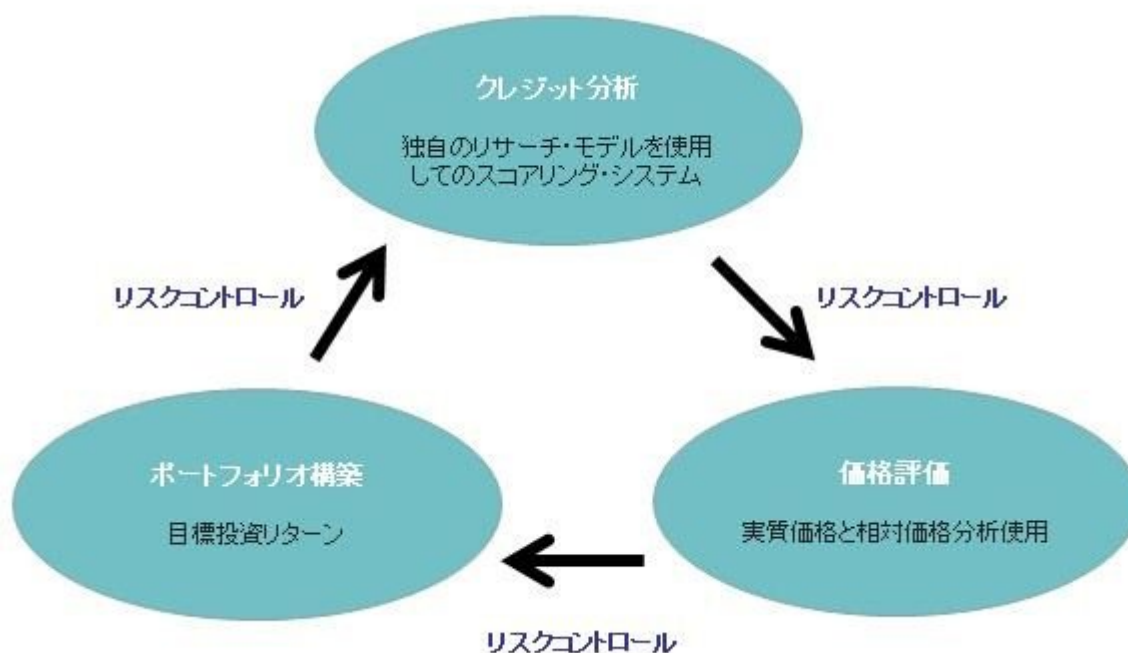 クレジット分析
独自のリサーチ・モデルを使用
してのスコアリング・システム
リスクコントロール
リスクコントロール
ポートフォリオ構築
目標投資リターン
価格評価
実質価格と相対価格分析使用
リスクコントロール